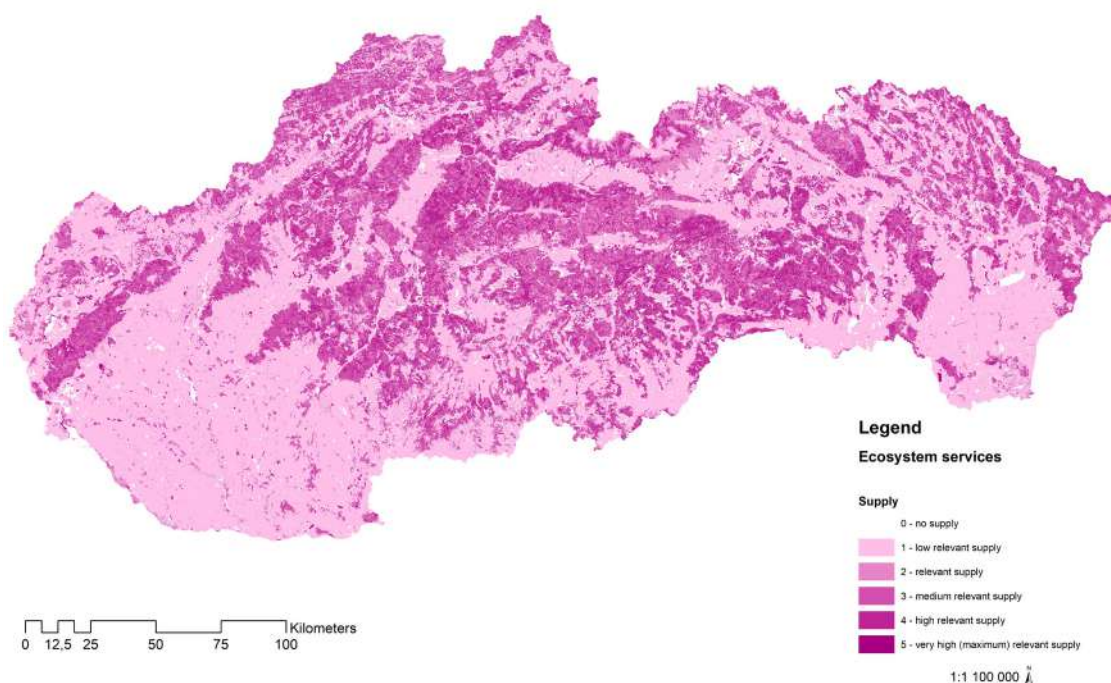 Legend
Ecosystem services
Supply
0 - no supply
1 - low relevant supply
2 - relevant supply
3 - medium relevant supply
4 - high relevant supply
5 - very high (maximum) relevant supply
Kilometers
0 12,5 25 50 75 100
N
1:1 100 000